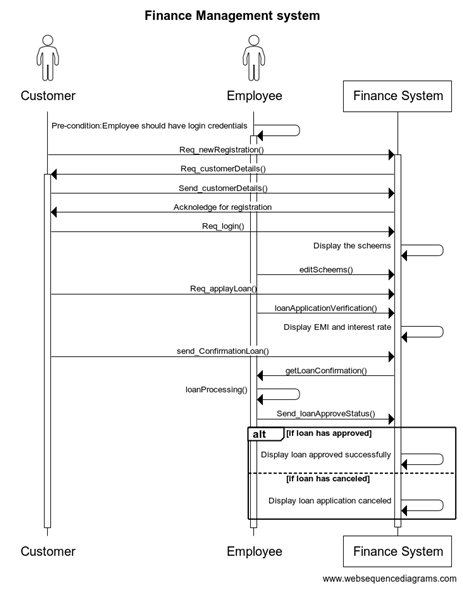 Finance Management system
Customer
Employee
Finance System
Pre-condition:Employee should have login credentials
Req_newRegistration()
Req_customerDetails()
Send_customerDetails()
Acknoledge for registration
Req_login()
Display the scheems
editScheems()
Req_applayLoan()
loanApplicationVerification()
Display EMI and interest rate
send_ConfirmationLoan()
getLoanConfirmation()
loanProcessing()
Send_loanApproveStatus()
alt [if loan has approved]
Display loan approved successfully
[if loan has canceled]
Display loan application canceled
Customer
Employee
Finance System
www.websequencediagrams.com